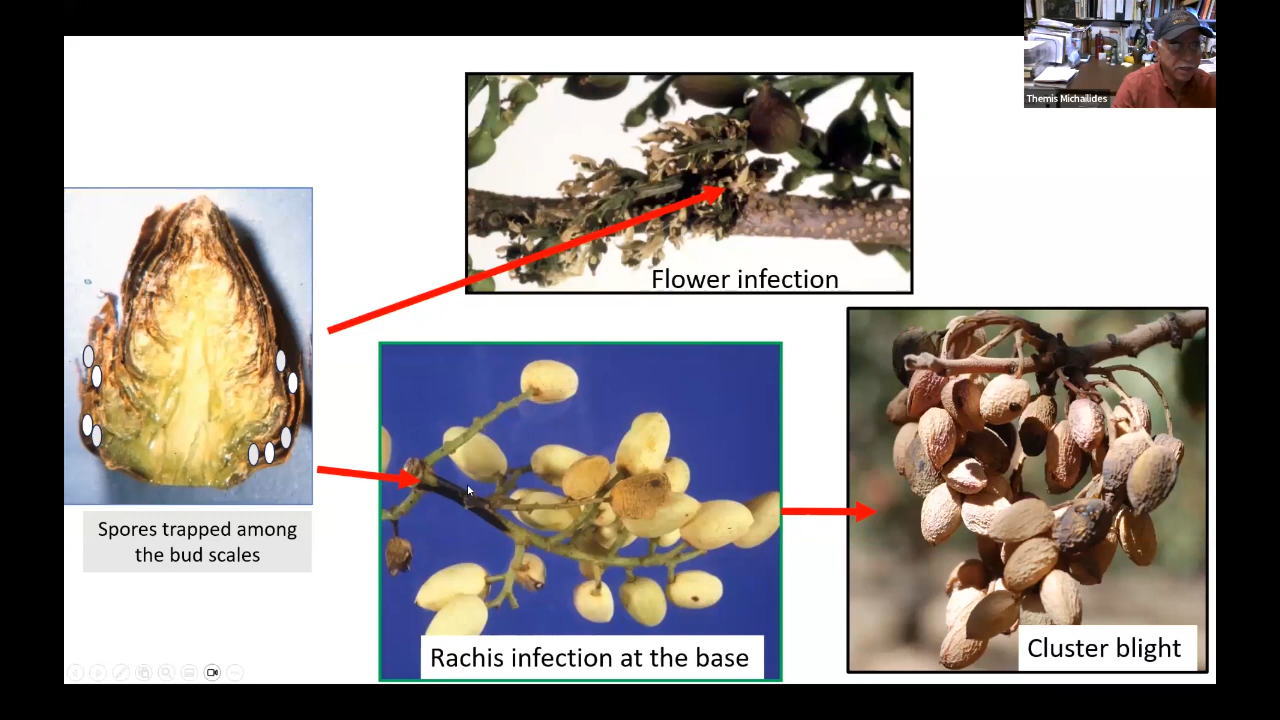 Themis Michailides
Flower infection
Spores trapped among
the bud scales
Rachis infection at the base
Cluster blight